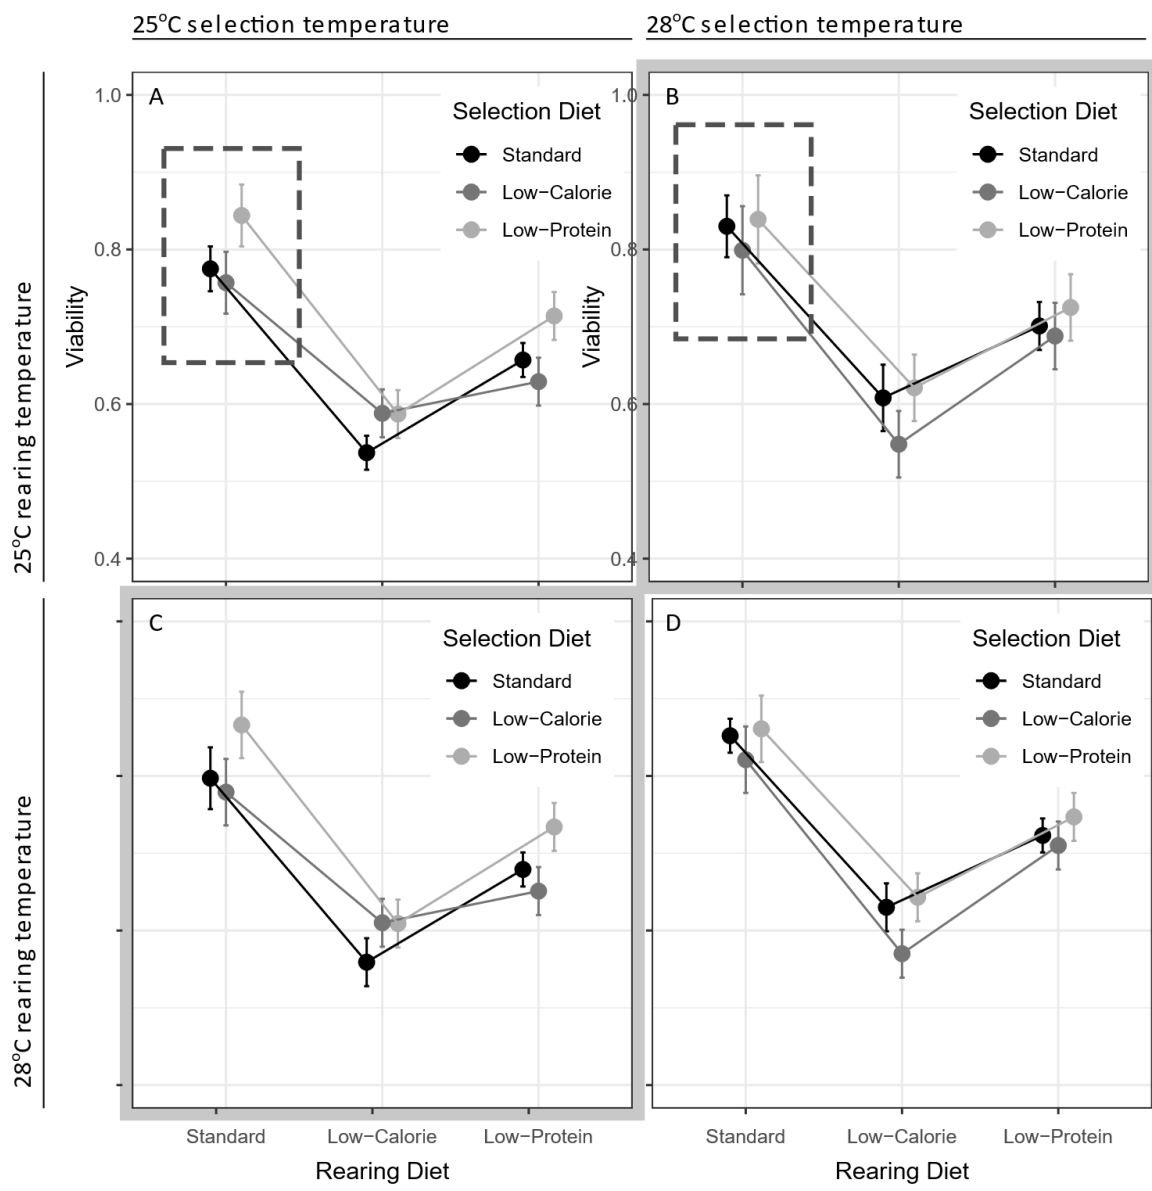 25°C selection temperature
28°C selection temperature
25°C rearing temperature
28°C rearing temperature
A
Selection Diet
Standard
Low−Calorie
Low−Protein
1.0
0.8
0.6
0.4
Viability
B
Selection Diet
Standard
Low−Calorie
Low−Protein
1.0
0.8
0.6
0.4
Viability
C
Selection Diet
Standard
Low−Calorie
Low−Protein
Standard
Low−Calorie
Low−Protein
Rearing Diet
D
Selection Diet
Standard
Low−Calorie
Low−Protein
Standard
Low−Calorie
Low−Protein
Rearing Diet